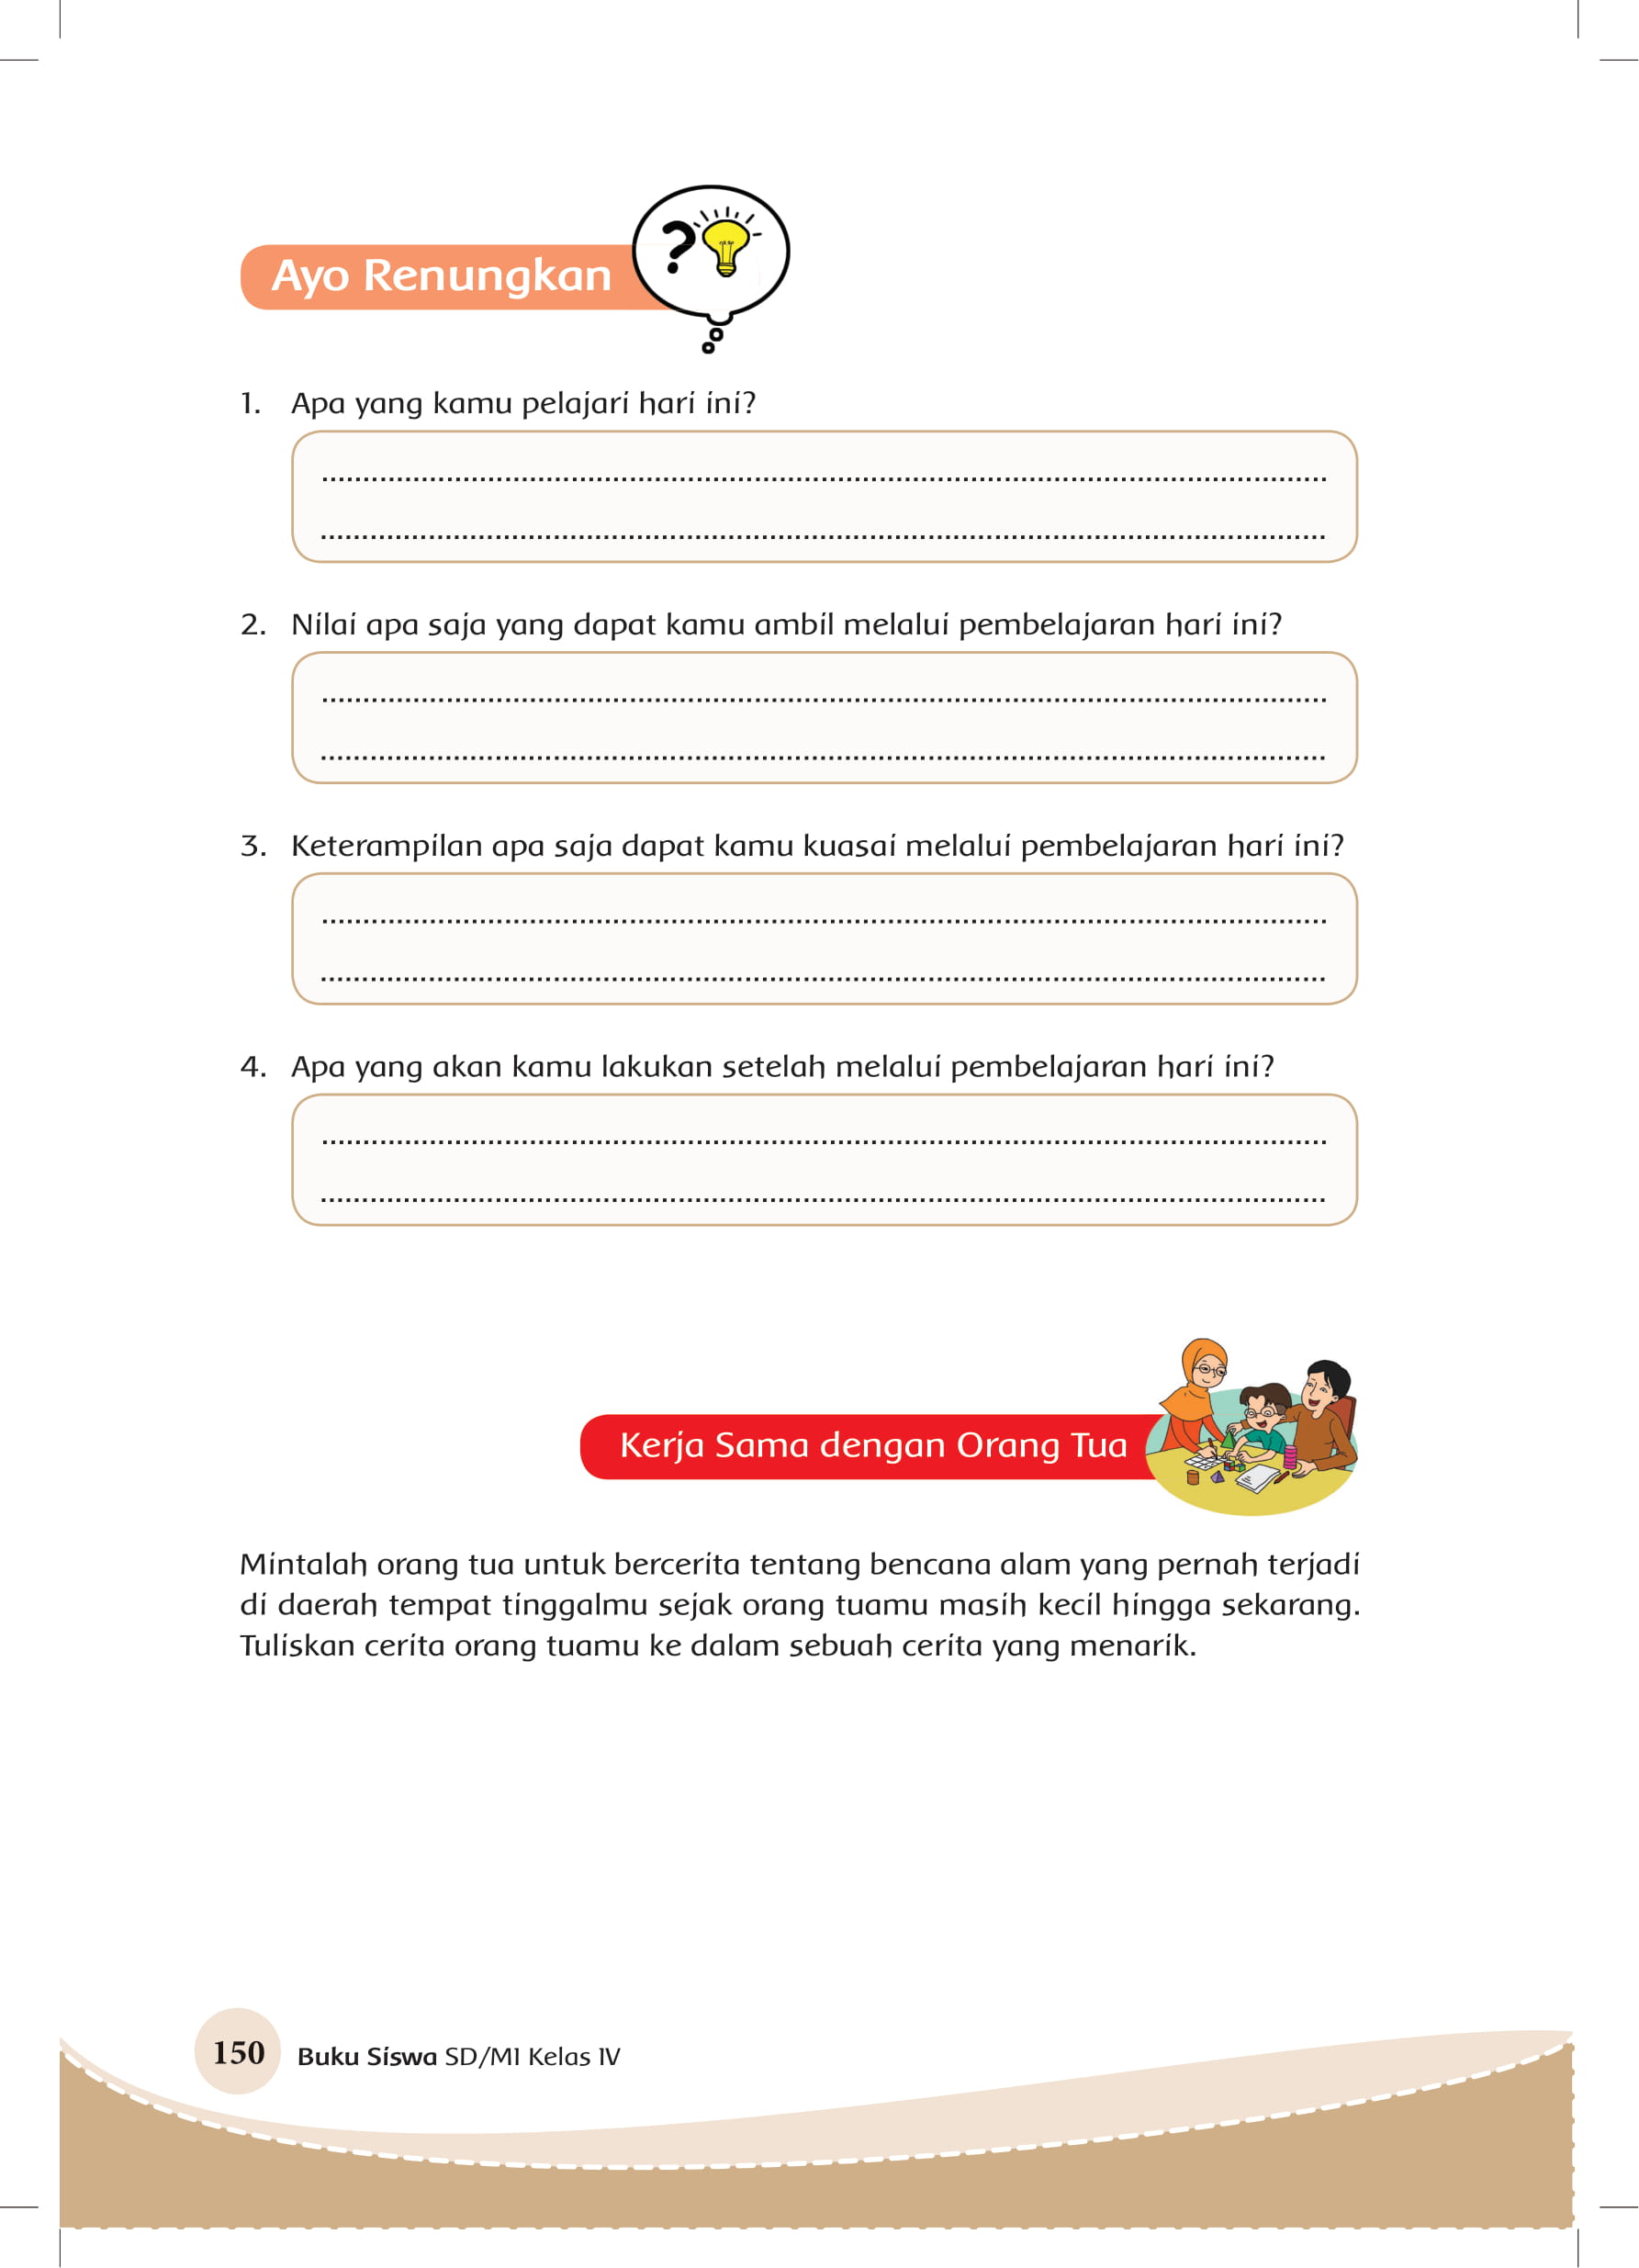 Ayo Renungkan
?
1. Apa yang kamu pelajari hari ini?
2. Nilai apa saja yang dapat kamu ambil melalui pembelajaran hari ini?
3. Keterampilan apa saja dapat kamu kuasai melalui pembelajaran hari ini?
4. Apa yang akan kamu lakukan setelah melalui pembelajaran hari ini?
Kerja Sama dengan Orang Tua
Mintalah orang tua untuk bercerita tentang bencana alam yang pernah terjadi
di daerah tempat tinggalmu sejak orang tuamu masih kecil hingga sekarang.
Tuliskan cerita orang tuamu ke dalam sebuah cerita yang menarik.
150 Buku Siswa SD/MI Kelas IV